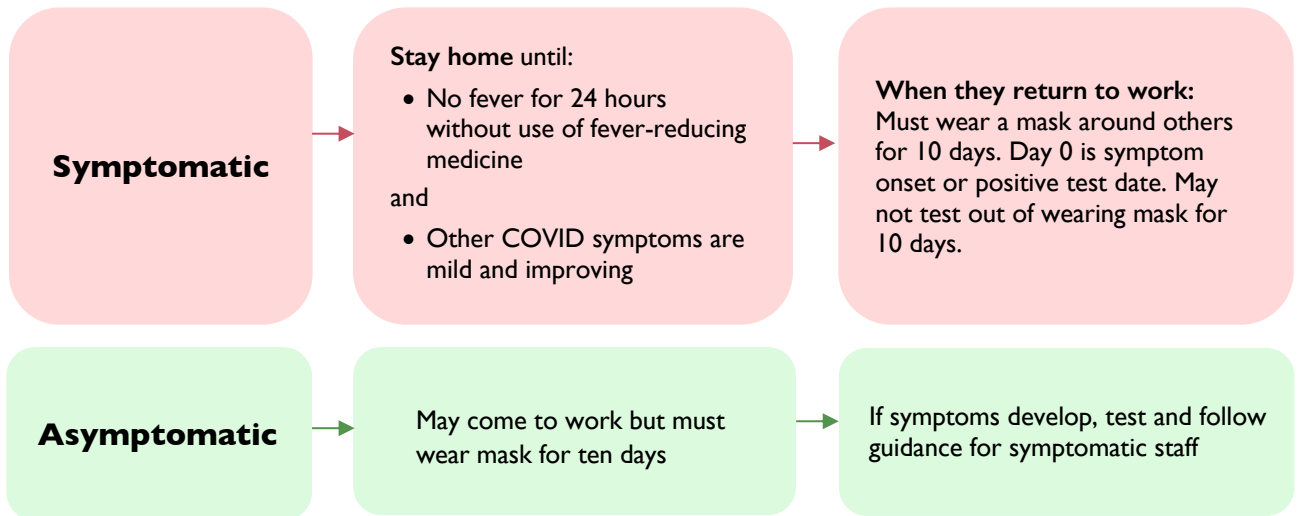 Symptomatic
Stay home until:
• No fever for 24 hours
without use of fever-reducing
medicine
and
• Other COVID symptoms are
mild and improving
When they return to work:
Must wear a mask around others
for 10 days. Day 0 is symptom
onset or positive test date. May
not test out of wearing mask for
10 days.
Asymptomatic
May come to work but must
wear mask for ten days
If symptoms develop, test and follow
guidance for symptomatic staff